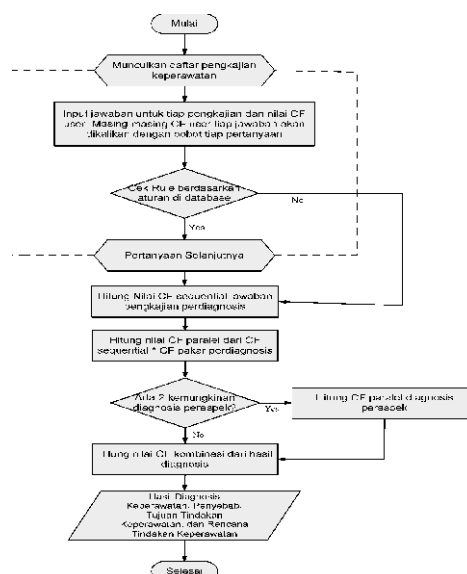 Mulai
Munculkan daftar pengkajian
keperawatan
Input jawaban untuk tiap pengkajian dan nilai CF
user. Masing masing CF user tiap jawaban akan
dikalikan dengan bobot tiap pertanyaan
Cek Rule berdasarkan
aturan di database
No
Yes
Pertanyaan Selanjutnya
Hitung Nilai CF sequential jawaban
pengkajian perdiagnosis
Hitung nilai CF paralel dari CF
sequential * CF pakar perdiagnosis
Ada 2 kemungkinan
diagnosis peraspek?
Yes
Hitung CF paralel diagnosis
peraspek
No
nilai CF kombinasi dari hasil
diagnosis
Hasil Diagnosis
Keperawatan, Penyebab,
Tujuan Tindakan
Keperawatan, dan Rencana
Tindakan Keperawatan
Selesai